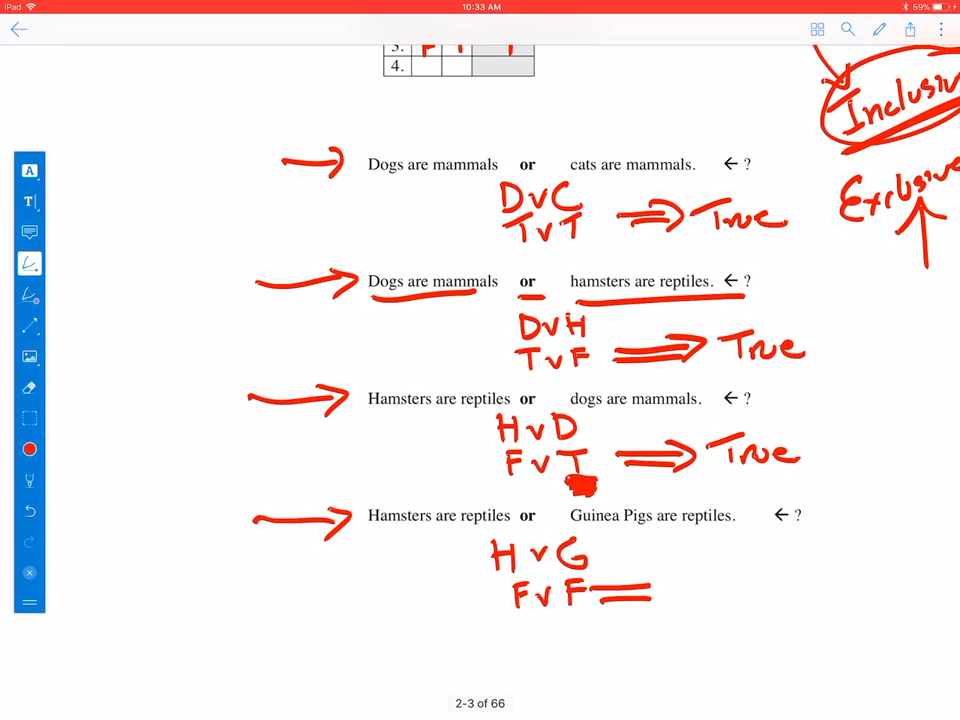 iPad 10:33 AM 59%
3. F T T
4.
Inclusiv
Exclusive
Dogs are mammals or cats are mammals. ← ?
D v C
T v T ⇒ True
Dogs are mammals or hamsters are reptiles. ← ?
D v H
T v F ⇒ True
Hamsters are reptiles or dogs are mammals. ← ?
H v D
F v T ⇒ True
Hamsters are reptiles or Guinea Pigs are reptiles. ← ?
H v G
F v F =
2-3 of 66